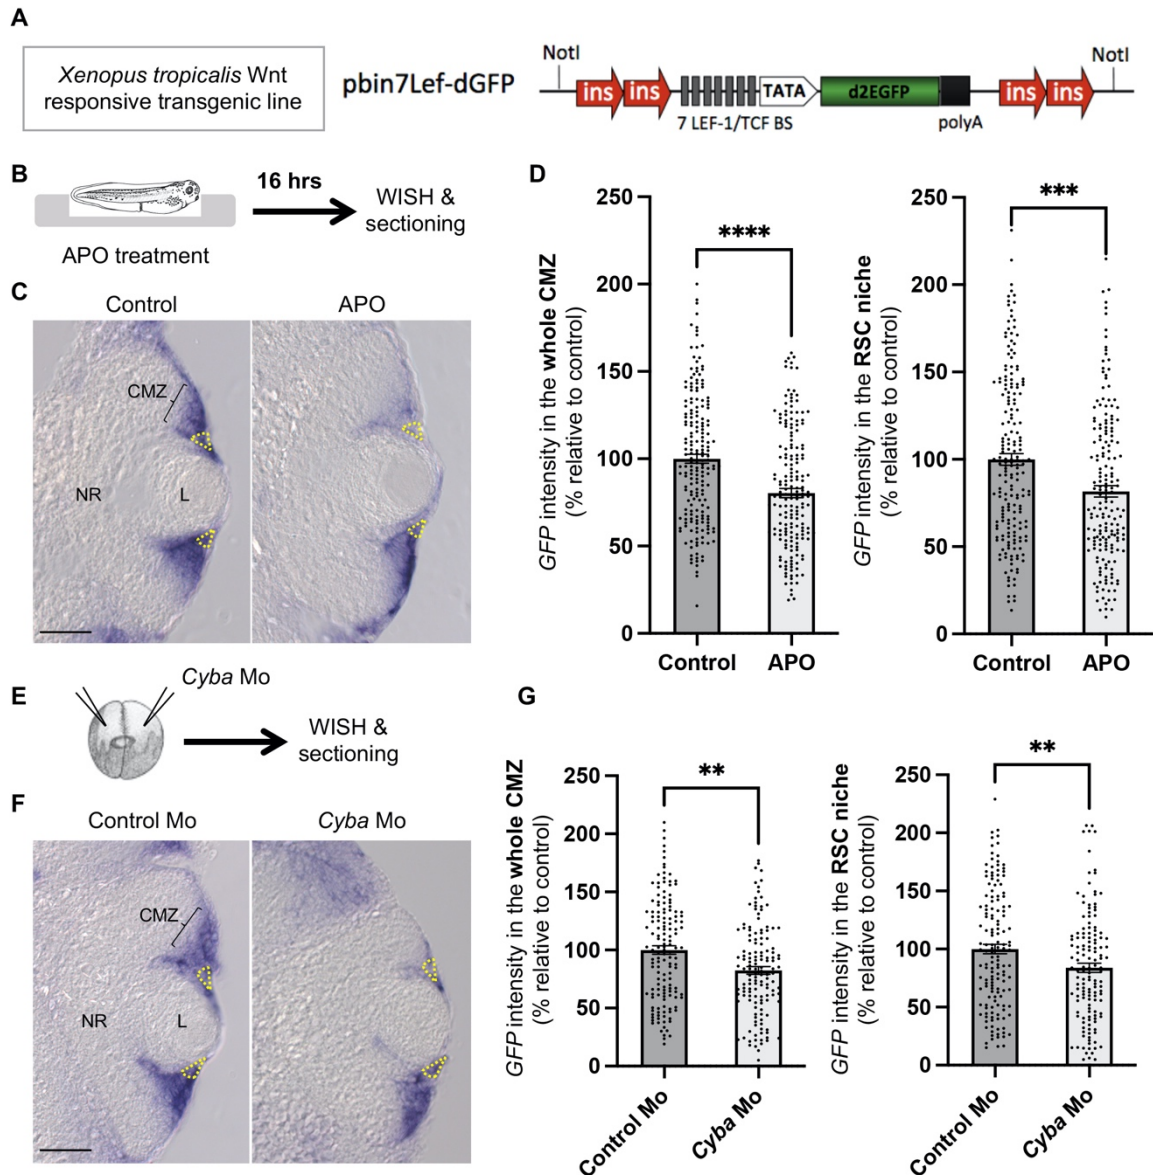 A
Xenopus tropicalis Wnt
responsive transgenic line
pbin7Lef-dGFP
NotI
ins
ins
7 LEF-1/TCF BS
TATA
d2EGFP
polyA
ins
ins
NotI
B
16 hrs
WISH &
sectioning
APO treatment
C
Control
APO
CMZ
NR
L
D
GFP intensity in the whole CMZ
(% relative to control)
250
200
150
100
50
0
****
Control
APO
GFP intensity in the RSC niche
(% relative to control)
250
200
150
100
50
0
***
Control
APO
E
Cyba Mo
WISH &
sectioning
F
Control Mo
Cyba Mo
CMZ
NR
L
G
GFP intensity in the whole CMZ
(% relative to control)
250
200
150
100
50
0
**
Control Mo
Cyba Mo
GFP intensity in the RSC niche
(% relative to control)
250
200
150
100
50
0
**
Control Mo
Cyba Mo